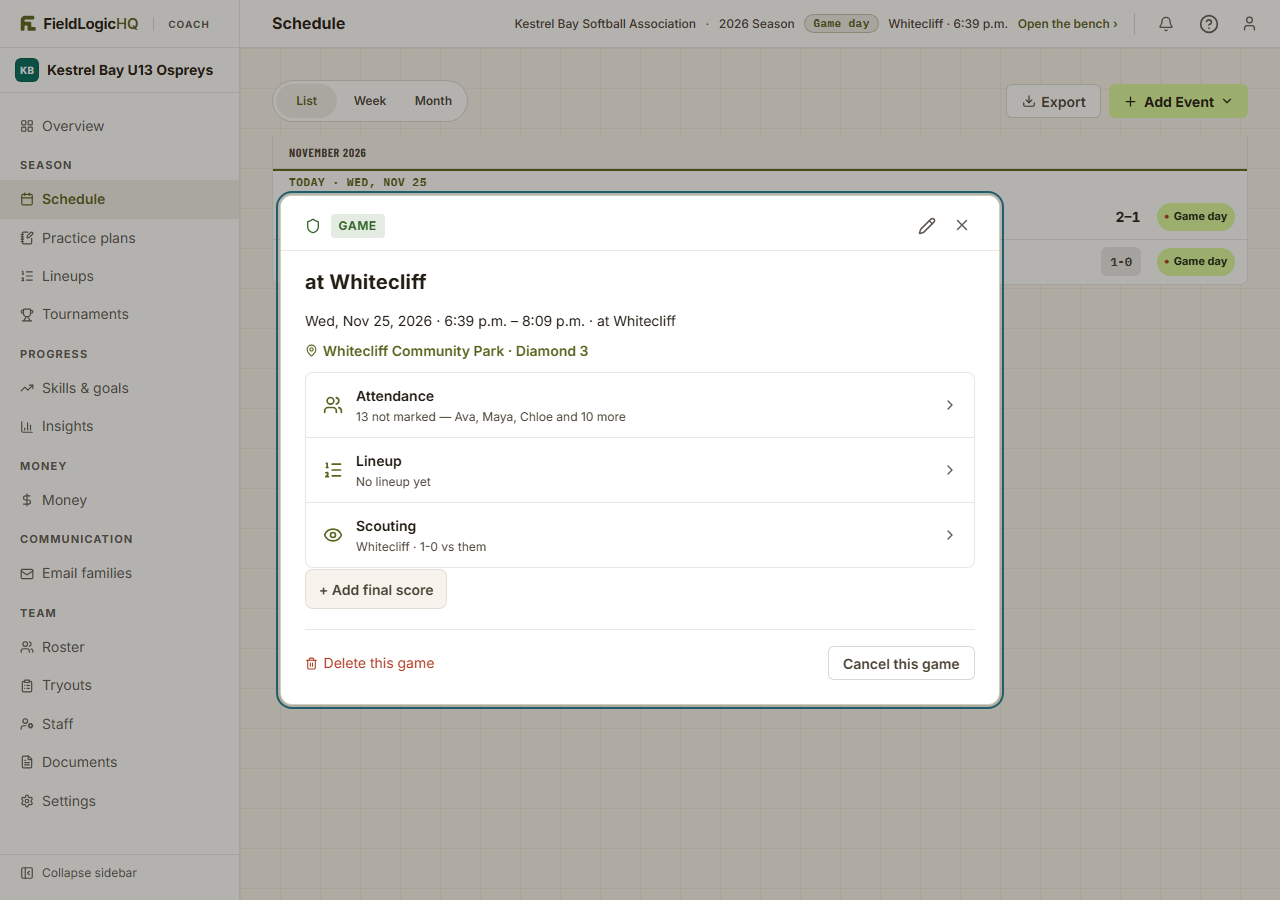 FieldLogicHQ COACH
Schedule
Kestrel Bay Softball Association · 2026 Season Game day Whitecliff · 6:39 p.m. Open the bench ›
KB Kestrel Bay U13 Ospreys
Overview
SEASON
Schedule
Practice plans
Lineups
Tournaments
PROGRESS
Skills & goals
Insights
MONEY
Money
COMMUNICATION
Email families
TEAM
Roster
Tryouts
Staff
Documents
Settings
Collapse sidebar
List Week Month
Export
+ Add Event
NOVEMBER 2026
TODAY · WED, NOV 25
2–1 • Game day
1-0 • Game day
GAME
at Whitecliff
Wed, Nov 25, 2026 · 6:39 p.m. – 8:09 p.m. · at Whitecliff
Whitecliff Community Park · Diamond 3
Attendance
13 not marked — Ava, Maya, Chloe and 10 more
Lineup
No lineup yet
Scouting
Whitecliff · 1-0 vs them
+ Add final score
Delete this game
Cancel this game